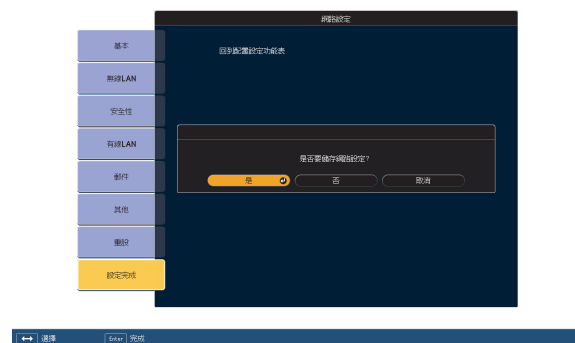 網路設定
基本
回到配置設定功能表
無線LAN
安全性
有線LAN
是否要儲存網路設定?
郵件
是 否 取消
其他
重設
設定完成
選擇 Enter 完成